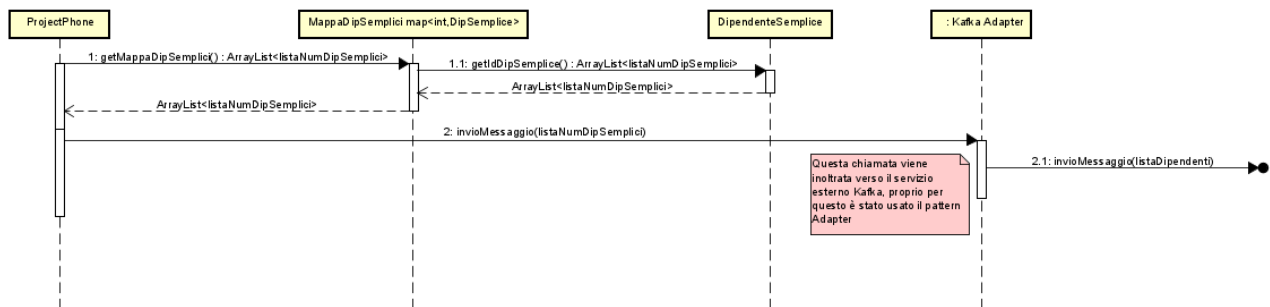 ProjectPhone
MappaDipSemplici map<int,DipSemplice>
DipendenteSemplice
: Kafka Adapter
1: getMappaDipSemplici() : ArrayList<listaNumDipSemplici>
1.1: getIdDipSemplice() : ArrayList<listaNumDipSemplici>
ArrayList<listaNumDipSemplici>
ArrayList<listaNumDipSemplici>
2: invioMessaggio(listaNumDipSemplici)
Questa chiamata viene
inoltrata verso il servizio
esterno Kafka, proprio per
questo è stato usato il pattern
Adapter
2.1: invioMessaggio(listaDipendenti)